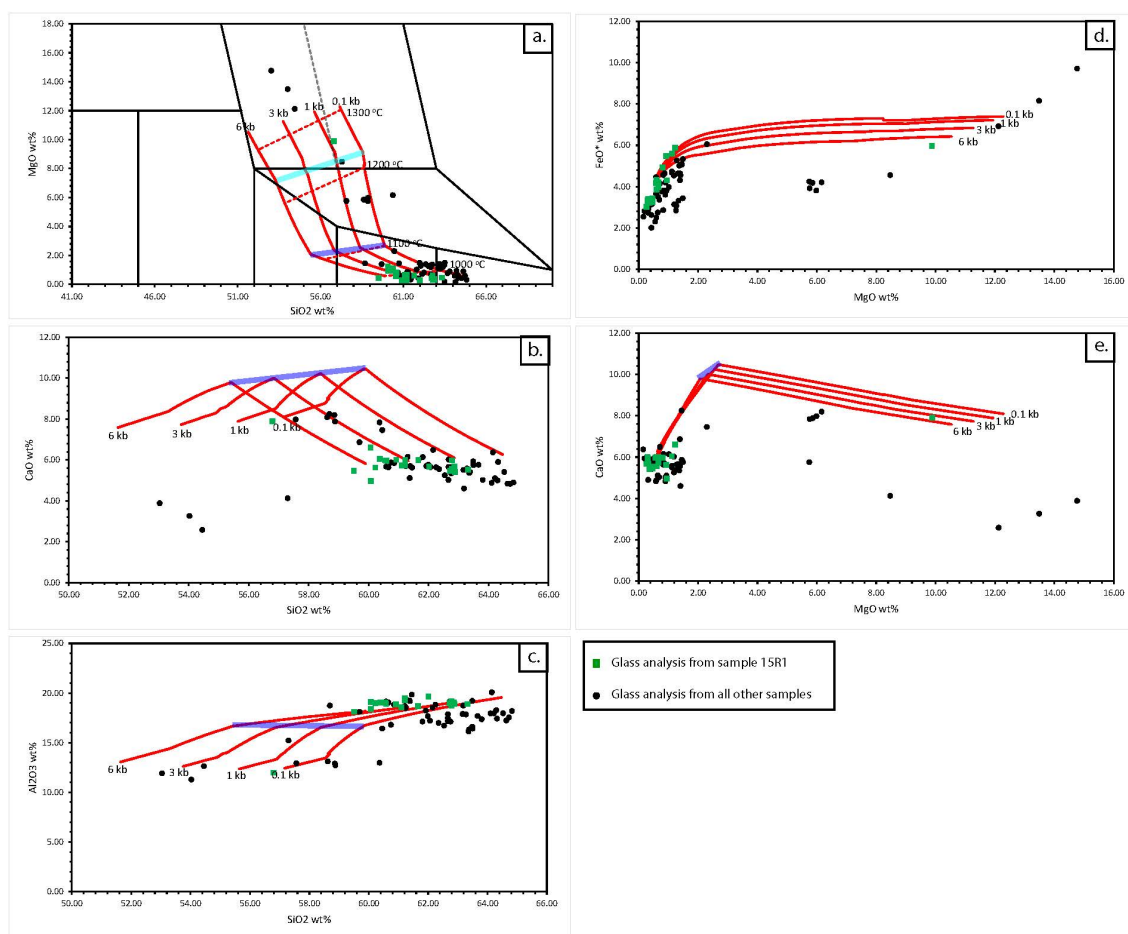 a.
18.00
16.00
14.00
12.00
10.00
8.00
6.00
4.00
2.00
0.00
MgO wt%
6 kb
3 kb
1 kb
0.1 kb
1300 °C
1200 °C
1100 °C
1000 °C
41.00 46.00 51.00 56.00 61.00 66.00
SiO2 wt%
b.
12.00
10.00
8.00
6.00
4.00
2.00
0.00
CaO wt%
6 kb
3 kb
1 kb
0.1 kb
50.00 52.00 54.00 56.00 58.00 60.00 62.00 64.00 66.00
SiO2 wt%
c.
25.00
20.00
15.00
10.00
5.00
0.00
Al2O3 wt%
6 kb
3 kb
1 kb
0.1 kb
50.00 52.00 54.00 56.00 58.00 60.00 62.00 64.00 66.00
SiO2 wt%
d.
12.00
10.00
8.00
6.00
4.00
2.00
0.00
FeO* wt%
0.1 kb
1 kb
3 kb
6 kb
0.00 2.00 4.00 6.00 8.00 10.00 12.00 14.00 16.00
MgO wt%
e.
12.00
10.00
8.00
6.00
4.00
2.00
0.00
CaO wt%
0.1 kb
1 kb
3 kb
6 kb
0.00 2.00 4.00 6.00 8.00 10.00 12.00 14.00 16.00
MgO wt%
Glass analysis from sample 15R1
Glass analysis from all other samples